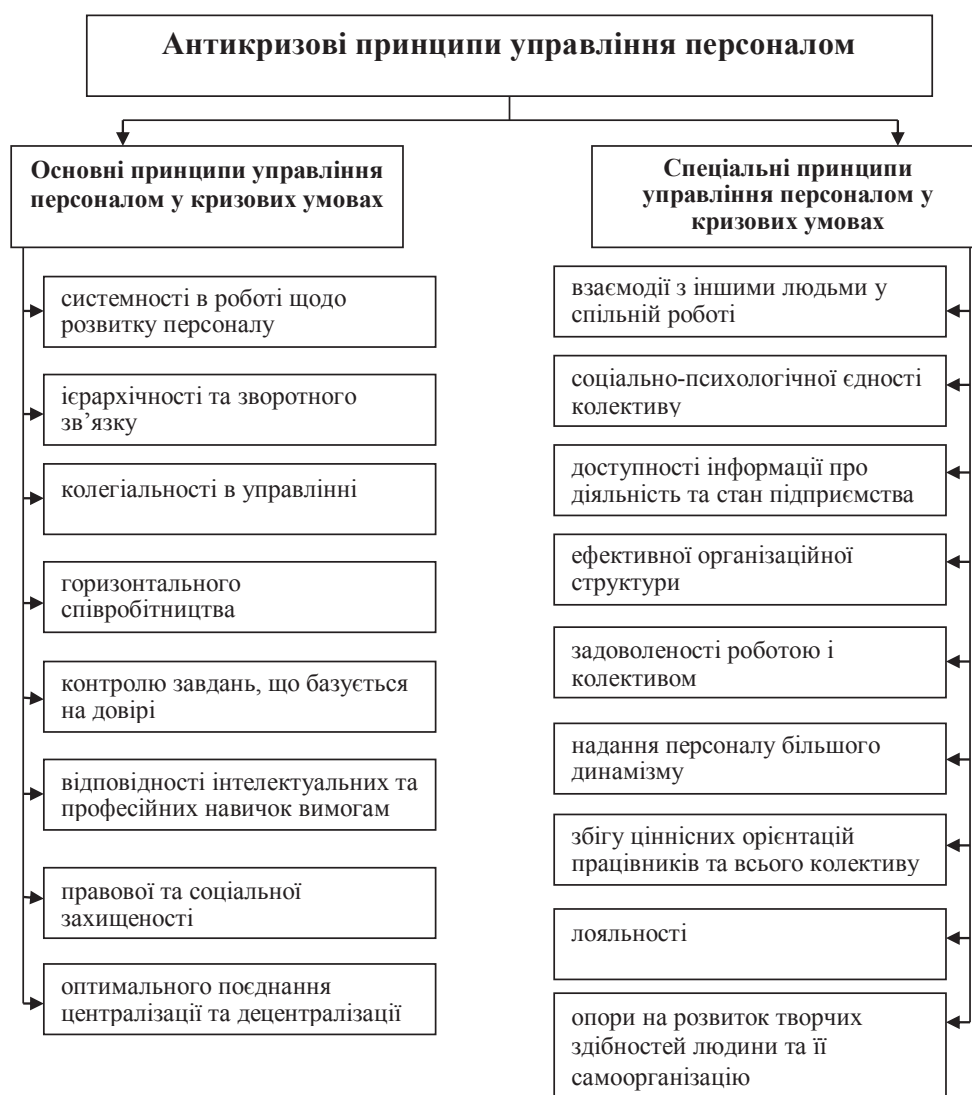 Антикризові принципи управління персоналом
Основні принципи управління
персоналом у кризових умовах
системності в роботі щодо
розвитку персоналу
ієрархічності та зворотного
зв’язку
колегіальності в управлінні
горизонтального
співробітництва
контролю завдань, що базується
на довірі
відповідності інтелектуальних та
професійних навичок вимогам
правової та соціальної
захищеності
оптимального поєднання
централізації та децентралізації
Спеціальні принципи
управління персоналом у
кризових умовах
взаємодії з іншими людьми у
спільній роботі
соціально-психологічної єдності
колективу
доступності інформації про
діяльність та стан підприємства
ефективної організаційної
структури
задоволеності роботою і
колективом
надання персоналу більшого
динамізму
збігу ціннісних орієнтацій
працівників та всього колективу
лояльності
опори на розвиток творчих
здібностей людини та її
самоорганізацію